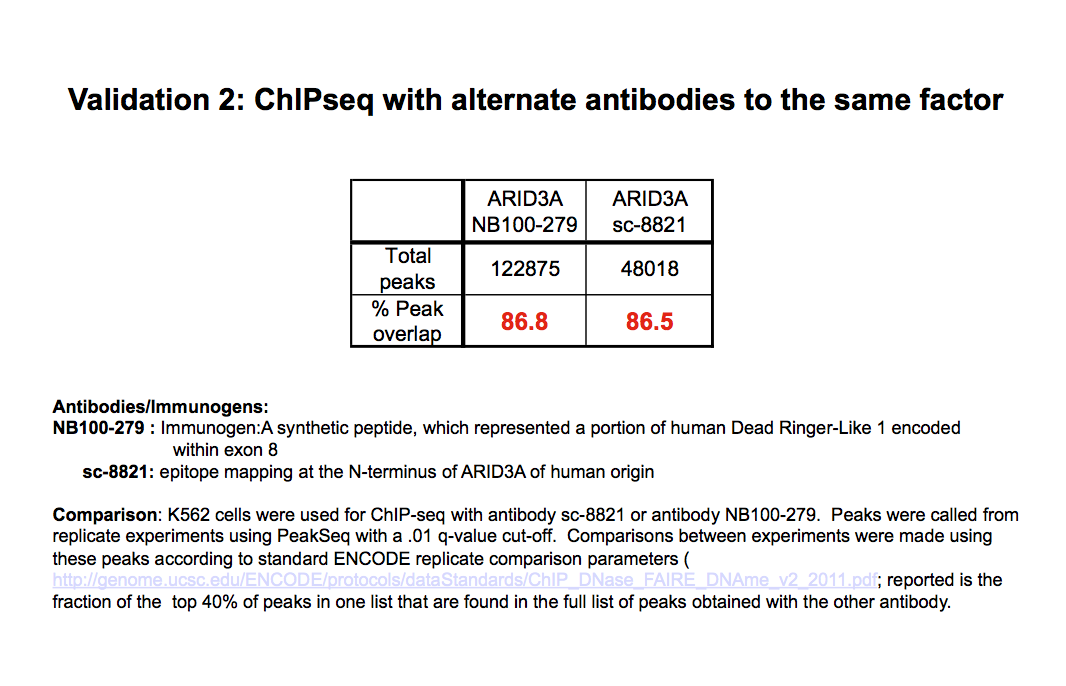 Validation 2: ChIPseq with alternate antibodies to the same factor
ARID3A NB100-279
ARID3A sc-8821
Total peaks
122875
48018
% Peak overlap
86.8
86.5
Antibodies/Immunogens:
NB100-279 : Immunogen:A synthetic peptide, which represented a portion of human Dead Ringer-Like 1 encoded
within exon 8
sc-8821: epitope mapping at the N-terminus of ARID3A of human origin
Comparison: K562 cells were used for ChIP-seq with antibody sc-8821 or antibody NB100-279. Peaks were called from
replicate experiments using PeakSeq with a .01 q-value cut-off. Comparisons between experiments were made using
these peaks according to standard ENCODE replicate comparison parameters (
http://genome.ucsc.edu/ENCODE/protocols/dataStandards/ChIP_DNase_FAIRE_DNAme_v2_2011.pdf; reported is the
fraction of the top 40% of peaks in one list that are found in the full list of peaks obtained with the other antibody.